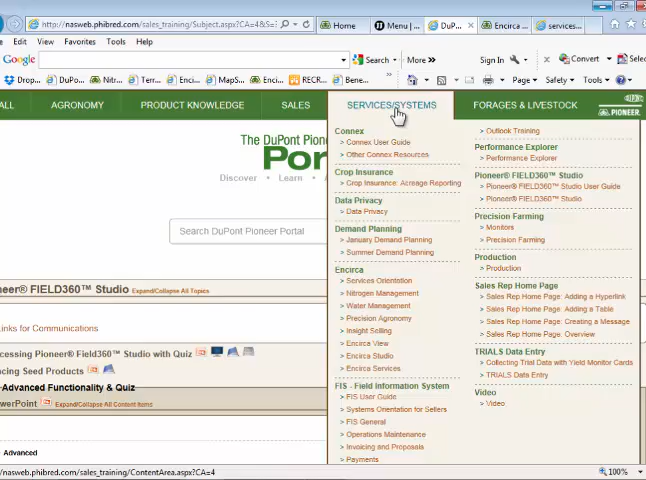 http://nasweb.phibred.com/sales_training/Subject.aspx?CA=4&S=
Home
Menu |
DuP...
Encirca ...
services...
Edit View Favorites Tools Help
Google
Search
More >>
Sign In
Convert
Selec
Drop...
DuPo...
Nitr...
Terr...
Enci...
MapS...
Enci...
RECR...
Bene...
Page
Safety
Tools
ALL
AGRONOMY
PRODUCT KNOWLEDGE
SALES
SERVICES/SYSTEMS
FORAGES & LIVESTOCK
DUPONT
PIONEER.
The DuPont Pion
Por
Discover • Learn •
Search DuPont Pioneer Portal
neer® FIELD360™ Studio Expand/Collapse All Topics
Links for Communications
ccessing Pioneer® Field360™ Studio with Quiz
cing Seed Products
Advanced Functionality & Quiz
werPoint Expand/Collapse All Content Items
Advanced
Connex
> Connex User Guide
> Other Connex Resources
Crop Insurance
> Crop Insurance: Acreage Reporting
Data Privacy
> Data Privacy
Demand Planning
> January Demand Planning
> Summer Demand Planning
Encirca
> Services Orientation
> Nitrogen Management
> Water Management
> Precision Agronomy
> Insight Selling
> Encirca View
> Encirca Studio
> Encirca Services
FIS - Field Information System
> FIS User Guide
> Systems Orientation for Sellers
> FIS General
> Operations Maintenance
> Invoicing and Proposals
> Payments
> Outlook Training
Performance Explorer
> Performance Explorer
Pioneer® FIELD360™ Studio
> Pioneer® FIELD360™ Studio User Guide
> Pioneer® FIELD360™ Studio
Precision Farming
> Monitors
> Precision Farming
Production
> Production
Sales Rep Home Page
> Sales Rep Home Page: Adding a Hyperlink
> Sales Rep Home Page: Adding a Table
> Sales Rep Home Page: Creating a Message
> Sales Rep Home Page: Overview
TRIALS Data Entry
> Collecting Trial Data with Yield Monitor Cards
> TRIALS Data Entry
Video
> Video
/nasweb.phibred.com/sales_training/ContentArea.aspx?CA=4
100%